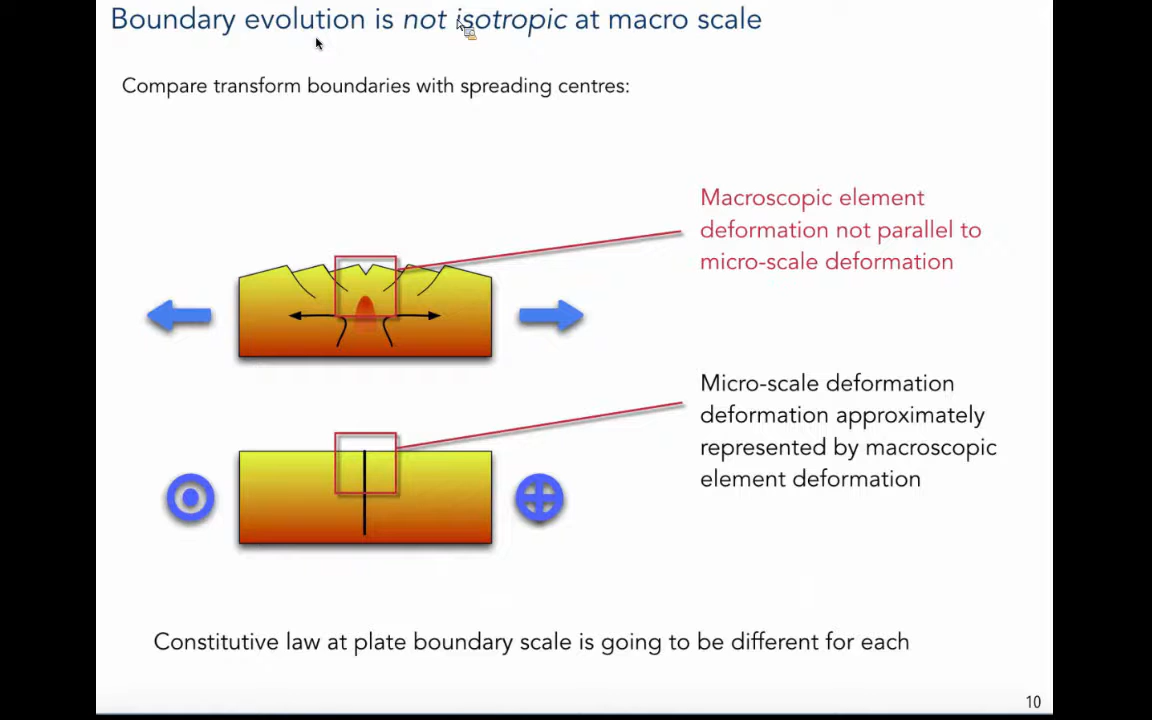 Boundary evolution is not isotropic at macro scale
Compare transform boundaries with spreading centres:
Macroscopic element
deformation not parallel to
micro-scale deformation
Micro-scale deformation
deformation approximately
represented by macroscopic
element deformation
Constitutive law at plate boundary scale is going to be different for each
10